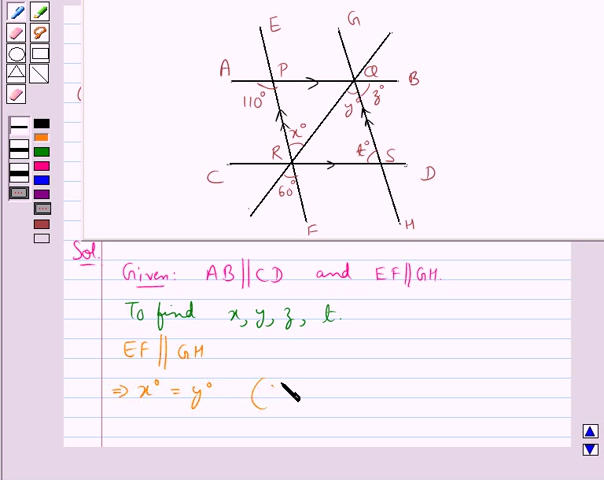 E
G
A P Q B
110° y° z°
x°
R t° S
C D
60°
F H
(
Sol.
Given: AB || CD and EF || GH.
To find x, y, z, t.
EF || GH
⇒ x° = y° (